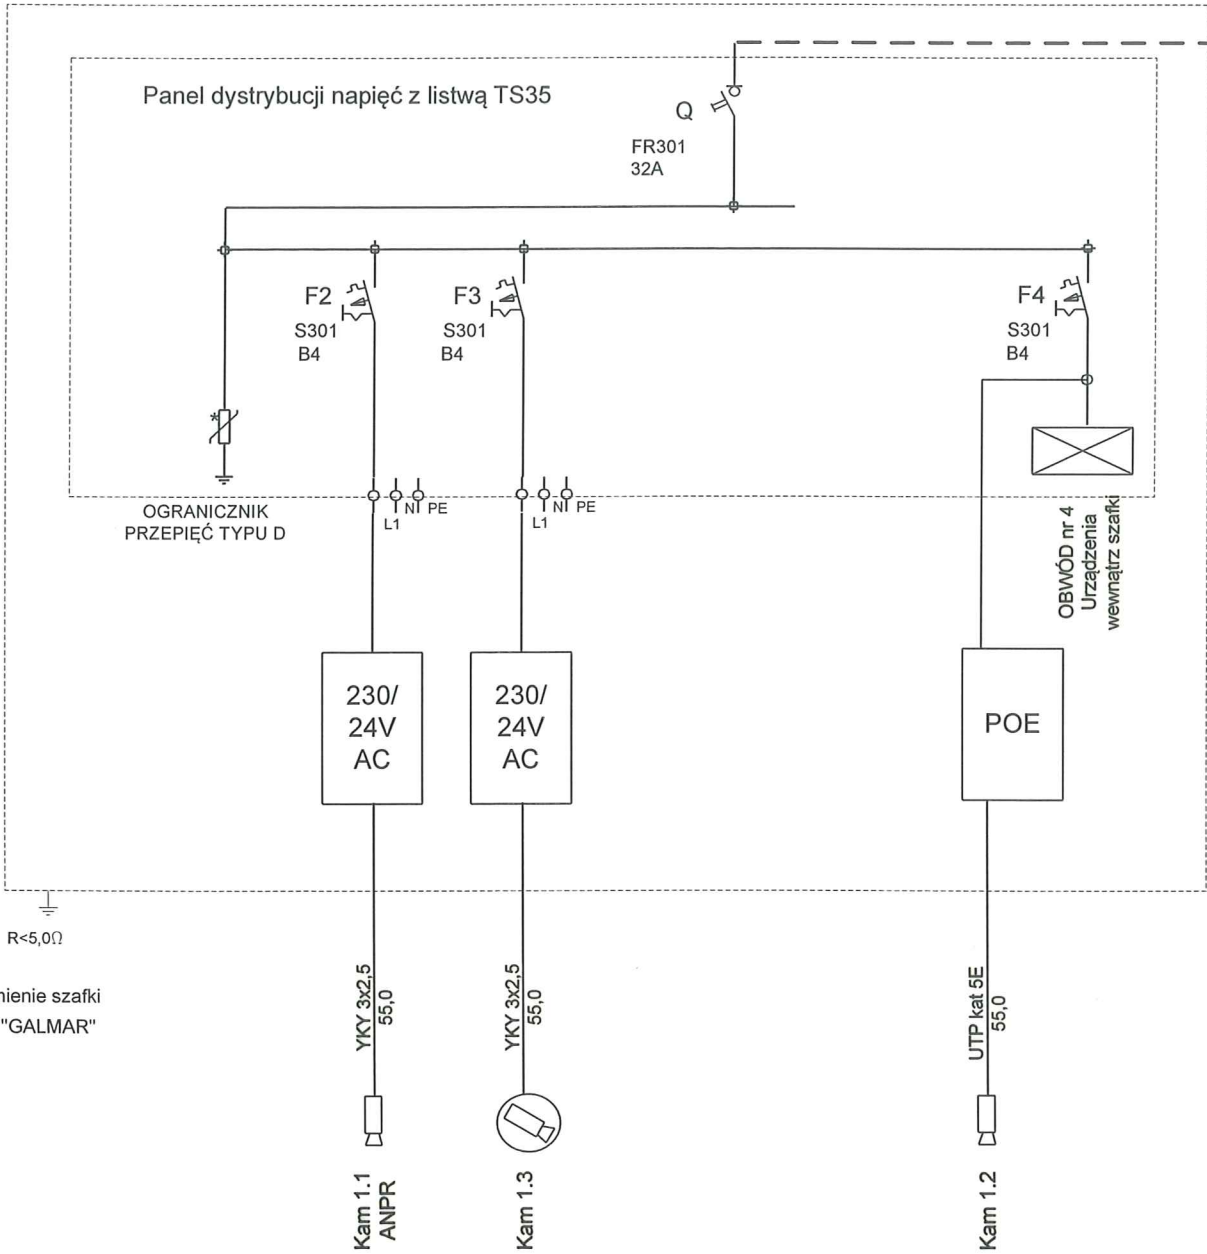 Panel dystrybucji napięć z listwą TS35
Q
FR301
32A
F2
S301
B4
F3
S301
B4
F4
S301
B4
*
OGRANICZNIK
PRZEPIĘĆ TYPU D
L1
N
PE
L1
N
PE
OBWÓD nr 4
Urządzenia
wewnątrz szafki
230/
24V
AC
230/
24V
AC
POE
R<5,0Ω
mienie szafki
"GALMAR"
YKY 3x2,5
55,0
YKY 3x2,5
55,0
UTP kat 5E
55,0
Kam 1.1
ANPR
Kam 1.3
Kam 1.2